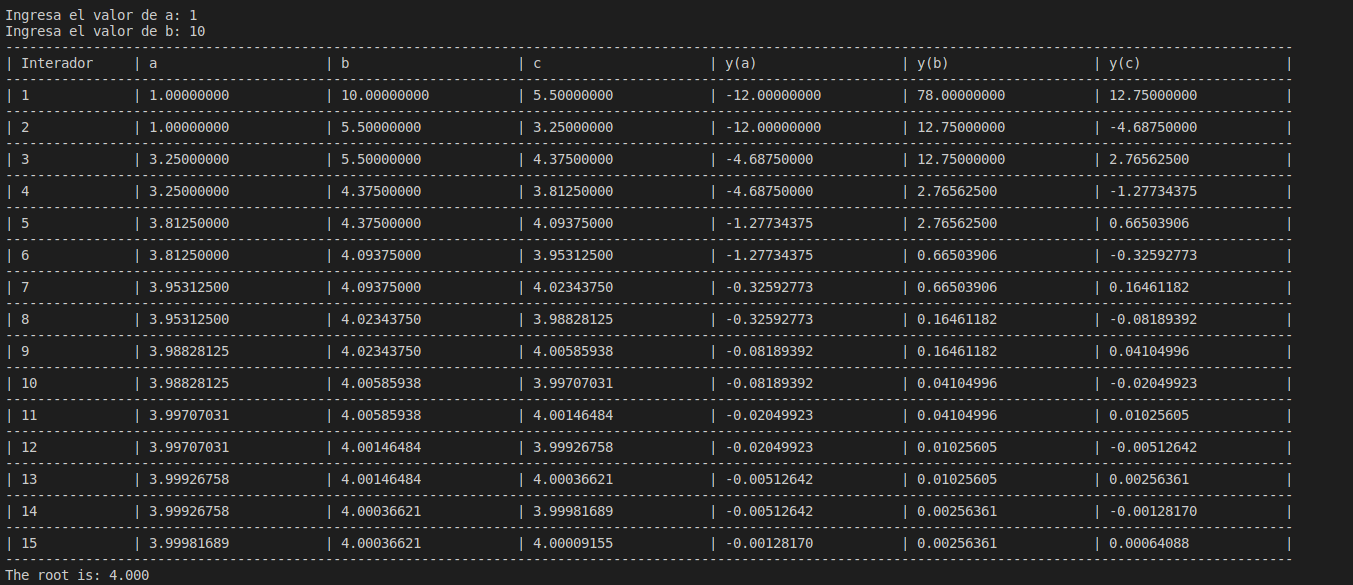 Ingresa el valor de a: 1
Ingresa el valor de b: 10
| Interador | a | b | c | y(a) | y(b) | y(c) |
| 1 | 1.00000000 | 10.00000000 | 5.50000000 | -12.00000000 | 78.00000000 | 12.75000000 |
| 2 | 1.00000000 | 5.50000000 | 3.25000000 | -12.00000000 | 12.75000000 | -4.68750000 |
| 3 | 3.25000000 | 5.50000000 | 4.37500000 | -4.68750000 | 12.75000000 | 2.76562500 |
| 4 | 3.25000000 | 4.37500000 | 3.81250000 | -4.68750000 | 2.76562500 | -1.27734375 |
| 5 | 3.81250000 | 4.37500000 | 4.09375000 | -1.27734375 | 2.76562500 | 0.66503906 |
| 6 | 3.81250000 | 4.09375000 | 3.95312500 | -1.27734375 | 0.66503906 | -0.32592773 |
| 7 | 3.95312500 | 4.09375000 | 4.02343750 | -0.32592773 | 0.66503906 | 0.16461182 |
| 8 | 3.95312500 | 4.02343750 | 3.98828125 | -0.32592773 | 0.16461182 | -0.08189392 |
| 9 | 3.98828125 | 4.02343750 | 4.00585938 | -0.08189392 | 0.16461182 | 0.04104996 |
| 10 | 3.98828125 | 4.00585938 | 3.99707031 | -0.08189392 | 0.04104996 | -0.02049923 |
| 11 | 3.99707031 | 4.00585938 | 4.00146484 | -0.02049923 | 0.04104996 | 0.01025605 |
| 12 | 3.99707031 | 4.00146484 | 3.99926758 | -0.02049923 | 0.01025605 | -0.00512642 |
| 13 | 3.99926758 | 4.00146484 | 4.00036621 | -0.00512642 | 0.01025605 | 0.00256361 |
| 14 | 3.99926758 | 4.00036621 | 3.99981689 | -0.00512642 | 0.00256361 | -0.00128170 |
| 15 | 3.99981689 | 4.00036621 | 4.00009155 | -0.00128170 | 0.00256361 | 0.00064088 |
The root is: 4.000